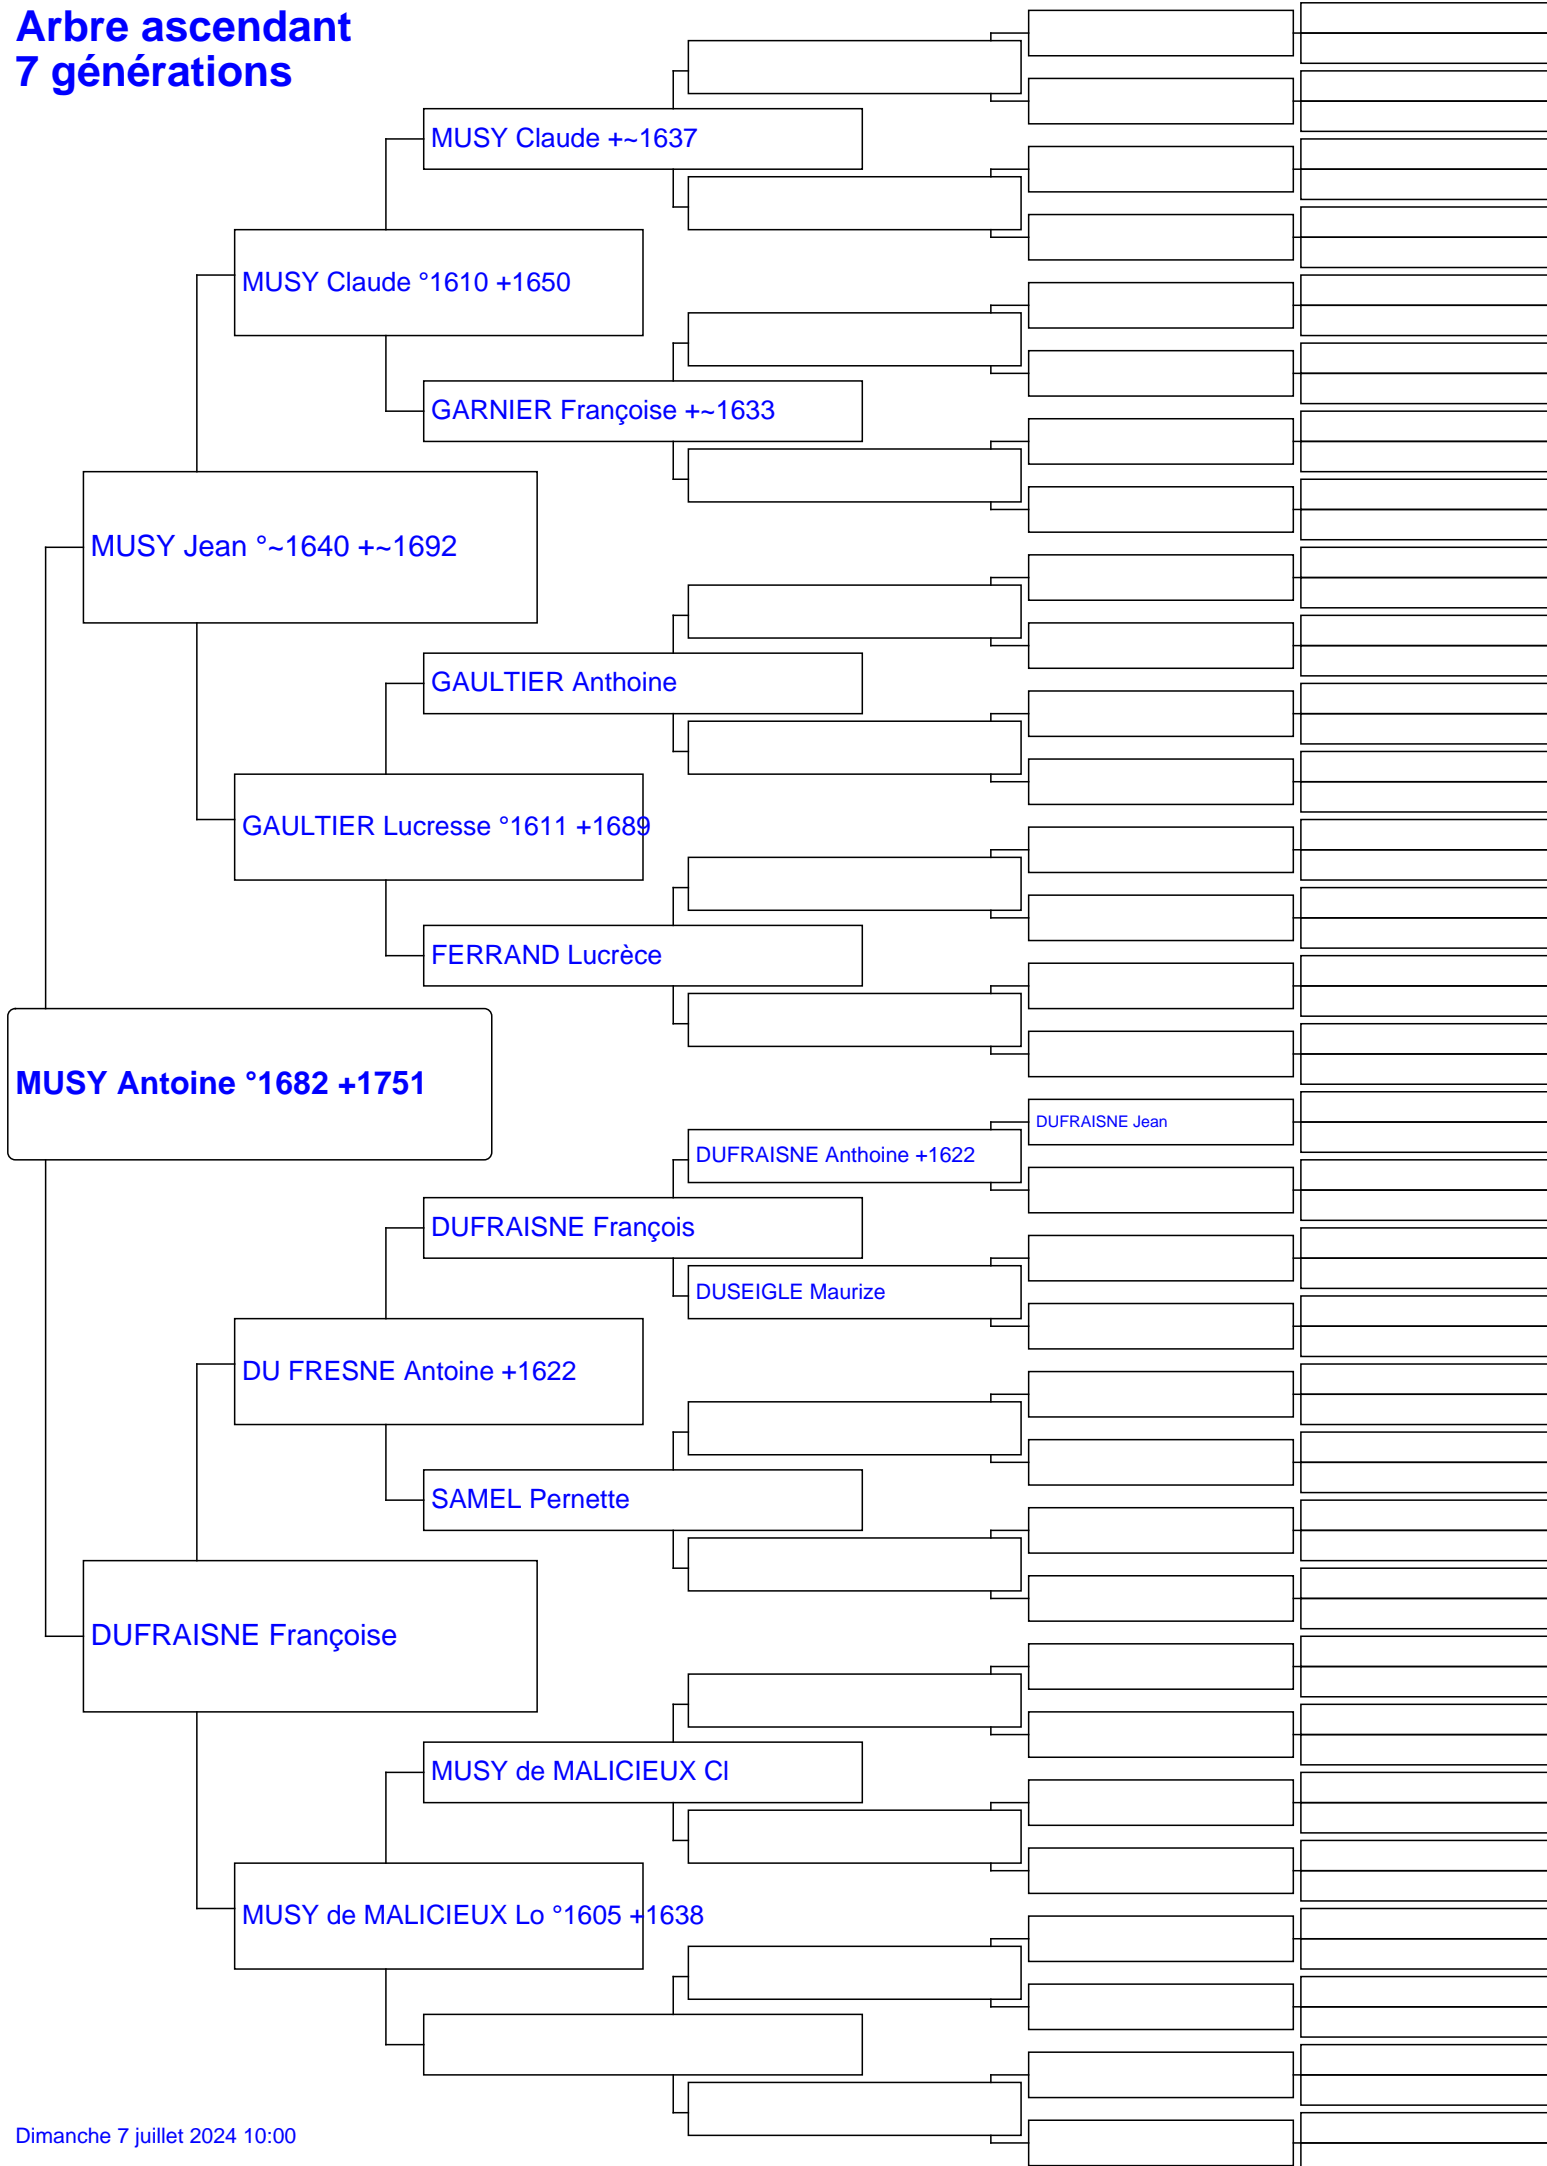 Arbre ascendant
7 générations
MUSY Claude +~1637
MUSY Claude °1610 +1650
GARNIER Françoise +~1633
MUSY Jean °~1640 +~1692
GAULTIER Anthoine
GAULTIER Lucresse °1611 +1689
FERRAND Lucrèce
MUSY Antoine °1682 +1751
DUFRAISNE Jean
DUFRAISNE Anthoine +1622
DUFRAISNE François
DUSEIGLE Maurize
DU FRESNE Antoine +1622
SAMEL Pernette
DUFRAISNE Françoise
MUSY de MALICIEUX Cl
MUSY de MALICIEUX Lo °1605 +1638
Dimanche 7 juillet 2024 10:00